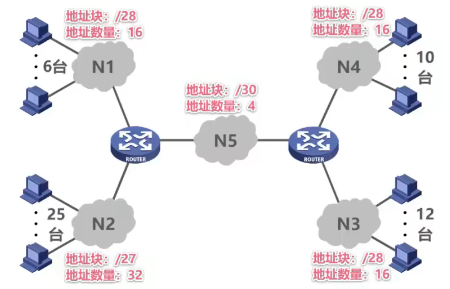 地址块：/28
地址数量：16
6台
N1
地址块：/28
地址数量：16
N4
10
台
地址块：/30
地址数量：4
N5
ROUTER
ROUTER
25
台
N2
地址块：/27
地址数量：32
N3
12
台
地址块：/28
地址数量：16